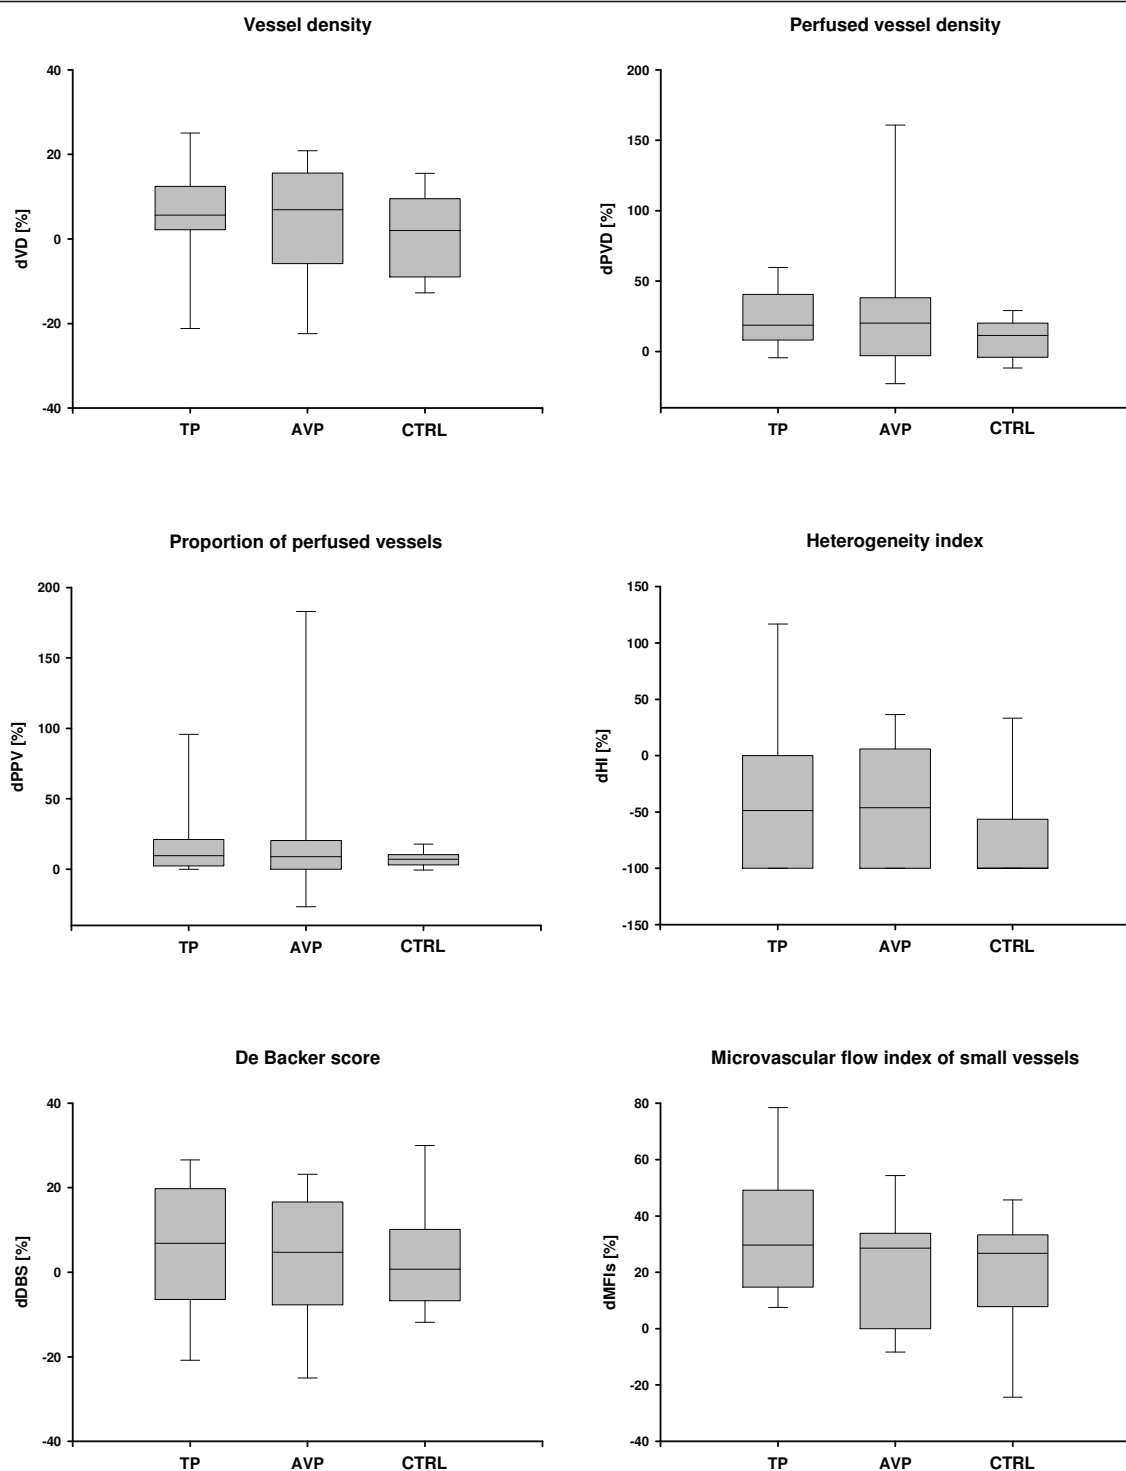 Vessel density
40
20
0
-20
-40
dVD [%]
TP AVP CTRL
Perfused vessel density
200
150
100
50
0
dPVD [%]
TP AVP CTRL
Proportion of perfused vessels
200
150
100
50
0
dPPV [%]
TP AVP CTRL
Heterogeneity index
150
100
50
0
-50
-100
-150
dHI [%]
TP AVP CTRL
De Backer score
40
20
0
-20
-40
dDBS [%]
TP AVP CTRL
Microvascular flow index of small vessels
80
60
40
20
0
-20
-40
dMFIs [%]
TP AVP CTRL